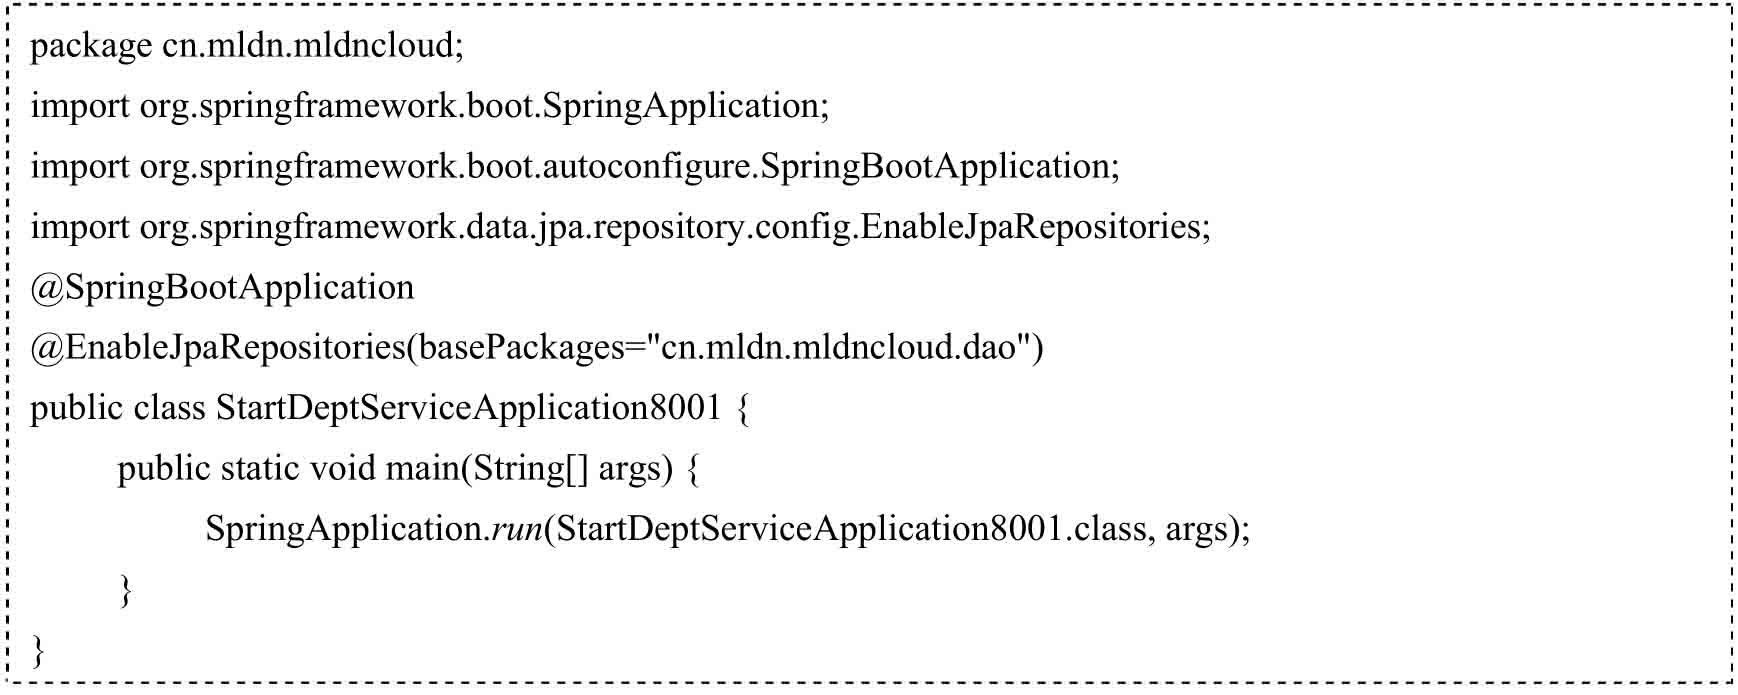 package cn.mldn.mldncloud;
import org.springframework.boot.SpringApplication;
import org.springframework.boot.autoconfigure.SpringBootApplication;
import org.springframework.data.jpa.repository.config.EnableJpaRepositories;
@SpringBootApplication
@EnableJpaRepositories(basePackages="cn.mldn.mldncloud.dao")
public class StartDeptServiceApplication8001 {
public static void main(String[] args) {
SpringApplication.run(StartDeptServiceApplication8001.class, args);
}
}